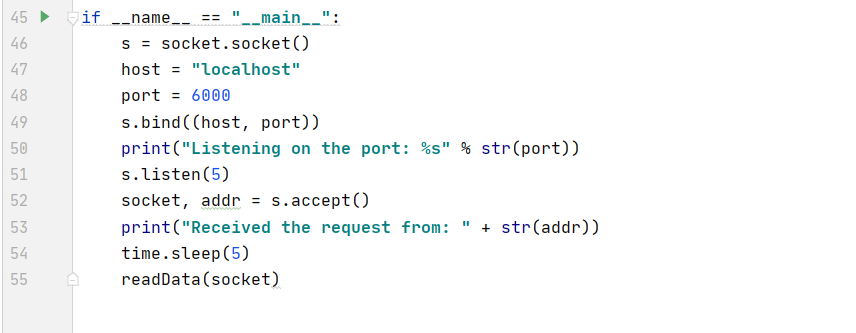 45 if __name__ == "__main__":
46     s = socket.socket()
47     host = "localhost"
48     port = 6000
49     s.bind((host, port))
50     print("Listening on the port: %s" % str(port))
51     s.listen(5)
52     socket, addr = s.accept()
53     print("Received the request from: " + str(addr))
54     time.sleep(5)
55     readData(socket)